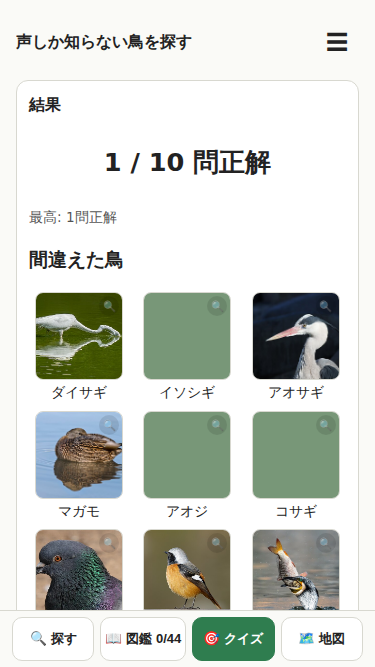 声しか知らない鳥を探す
結果
1 / 10 問正解
最高: 1問正解
間違えた鳥
ダイサギ
イソシギ
アオサギ
マガモ
アオジ
コサギ
探す
図鑑 0/44
クイズ
地図